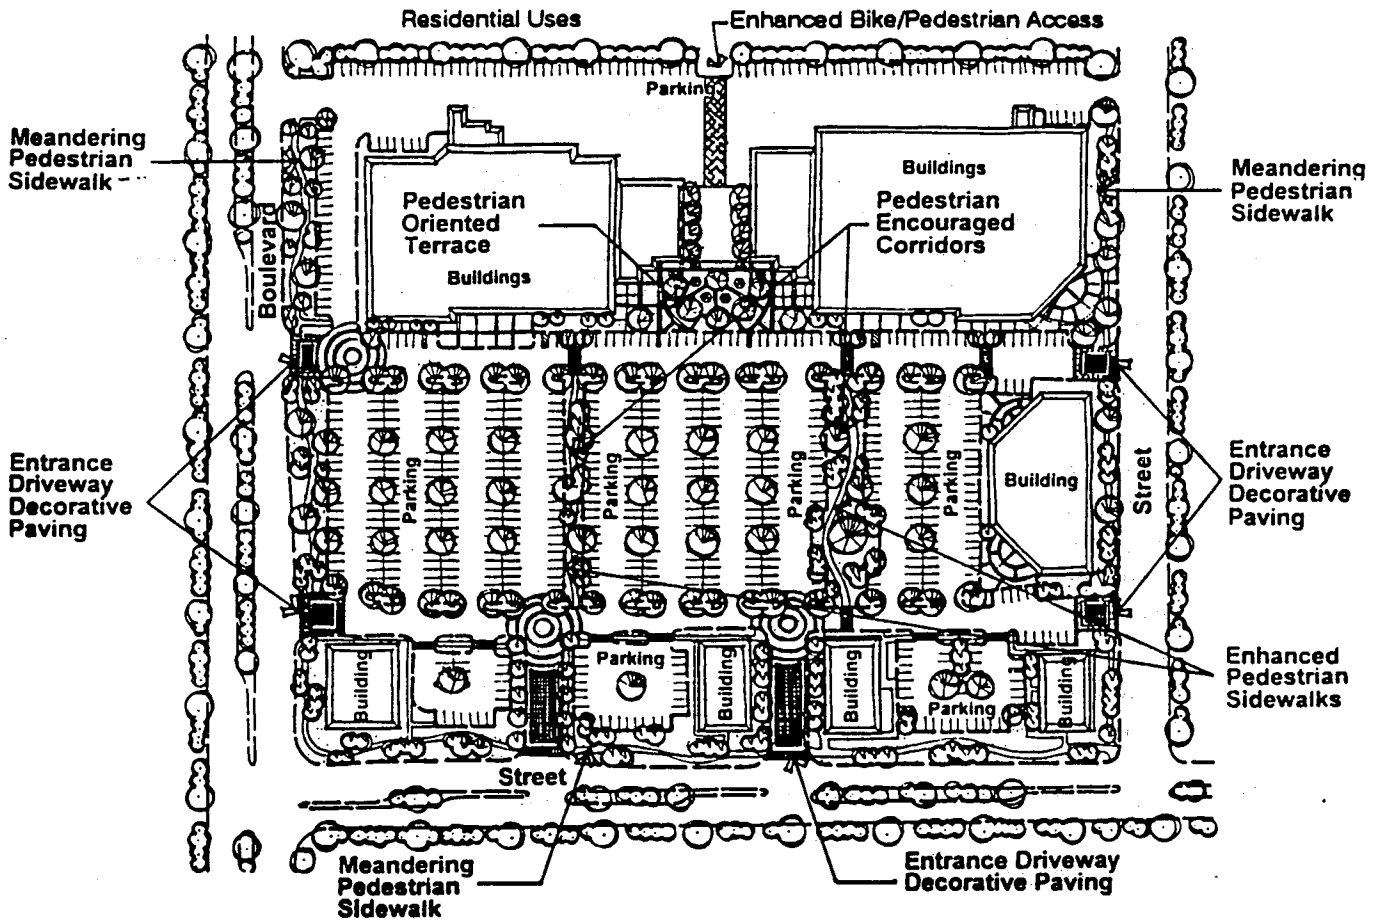 Residential Uses
Enhanced Bike/Pedestrian Access
Parking
Meandering
Pedestrian
Sidewalk
Boulevard
Pedestrian
Oriented
Terrace
Buildings
Buildings
Pedestrian
Encouraged
Corridors
Meandering
Pedestrian
Sidewalk
Entrance
Driveway
Decorative
Paving
Parking
Parking
Parking
Parking
Building
Street
Entrance
Driveway
Decorative
Paving
Building
Parking
Building
Building
Parking
Building
Enhanced
Pedestrian
Sidewalks
Street
Meandering
Pedestrian
Sidewalk
Entrance Driveway
Decorative Paving